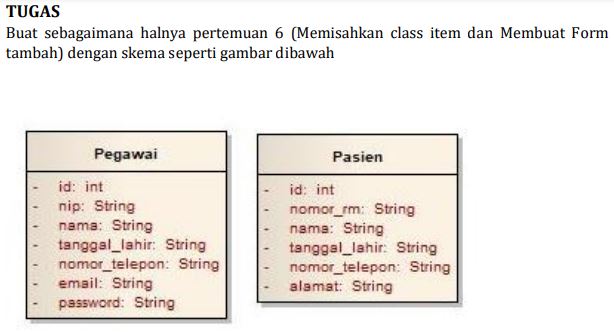 TUGAS
Buat sebagaimana halnya pertemuan 6 (Memisahkan class item dan Membuat Form
tambah) dengan skema seperti gambar dibawah
Pegawai
- id: int
- nip: String
- nama: String
- tanggal_lahir: String
- nomor_telepon: String
- email: String
- password: String
Pasien
- id: int
- nomor_rm: String
- nama: String
- tanggal_lahir: String
- nomor_telepon: String
- alamat: String